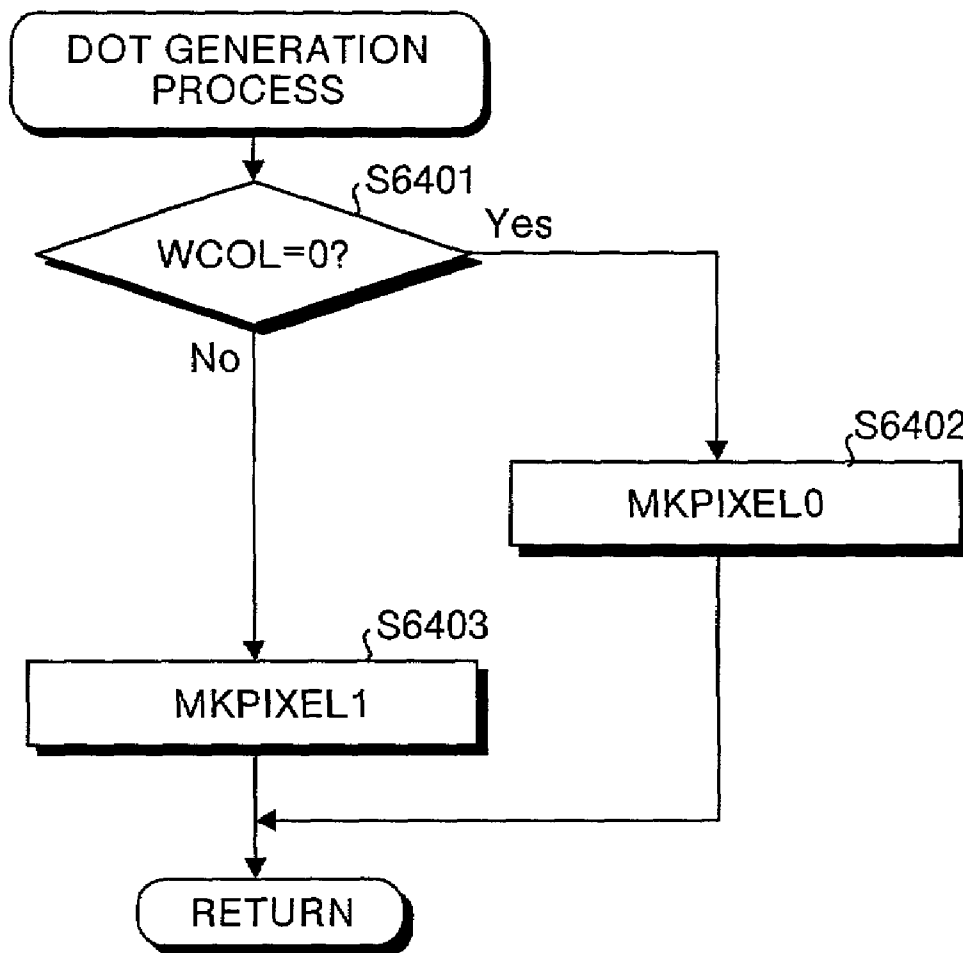 DOT GENERATION
PROCESS
S6401
WCOL=0?
Yes
No
S6402
MKPIXEL0
S6403
MKPIXEL1
RETURN